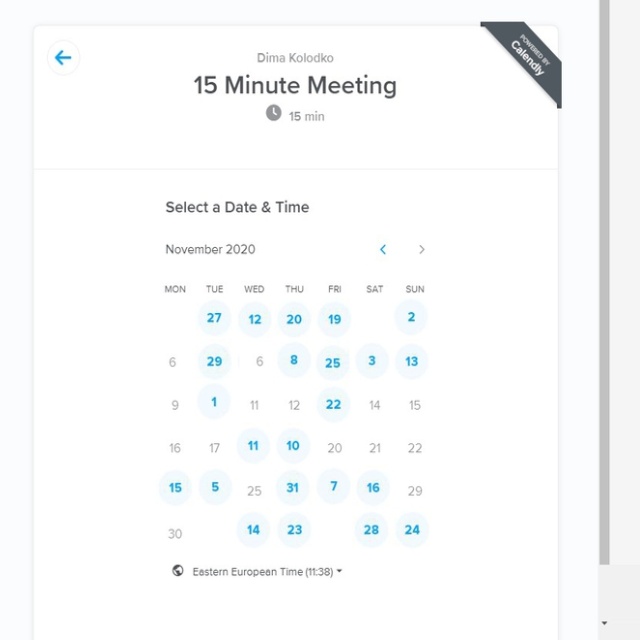 POWERED BY
Calendly
Dima Kolodko
15 Minute Meeting
15 min
Select a Date & Time
November 2020
MON TUE WED THU FRI SAT SUN
27 12 20 19 2
6 29 6 8 25 3 13
9 1 11 12 22 14 15
16 17 11 10 20 21 22
15 5 25 31 7 16 29
30 14 23 28 24
Eastern European Time (11:38)